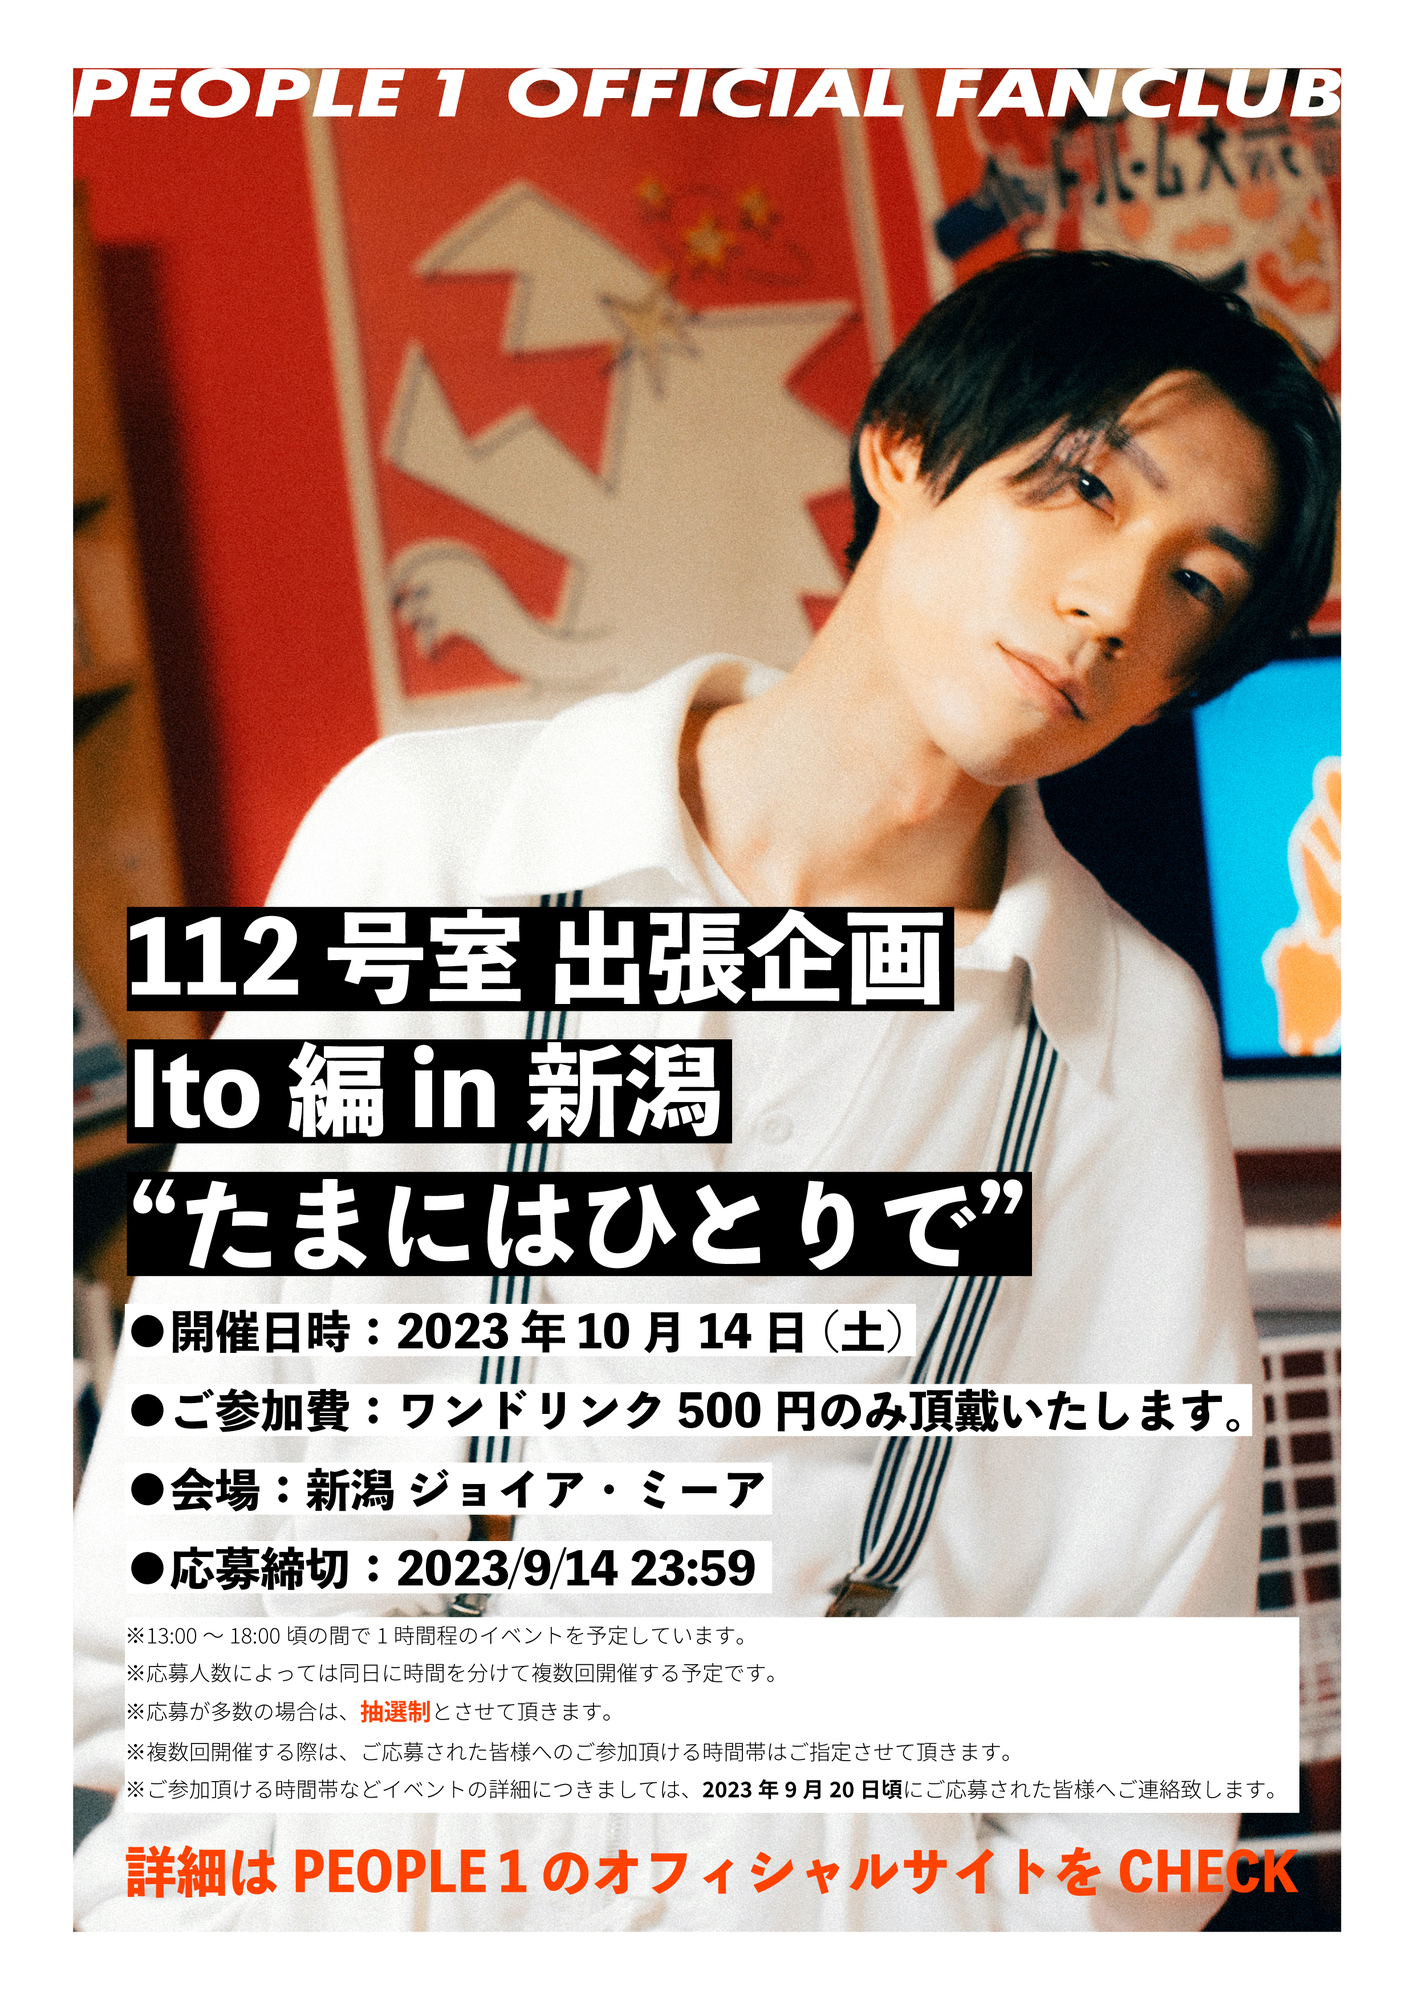 PEOPLE 1 OFFICIAL FANCLUB
112 号室 出張企画
Ito 編 in 新潟
“たまにはひとりで”
●開催日時：2023 年 10 月 14 日（土）
●ご参加費：ワンドリンク 500 円のみ頂戴いたします。
●会場：新潟 ジョイア・ミーア
●応募締切：2023/9/14 23:59
※13:00 ～ 18:00 頃の間で 1 時間程のイベントを予定しています。
※応募人数によっては同日に時間を分けて複数回開催する予定です。
※応募が多数の場合は、抽選制とさせて頂きます。
※複数回開催する際は、ご応募された皆様へのご参加頂ける時間帯はご指定させて頂きます。
※ご参加頂ける時間帯などイベントの詳細につきましては、2023 年 9 月 20 日頃にご応募された皆様へご連絡致します。
詳細は PEOPLE 1 のオフィシャルサイトを CHECK